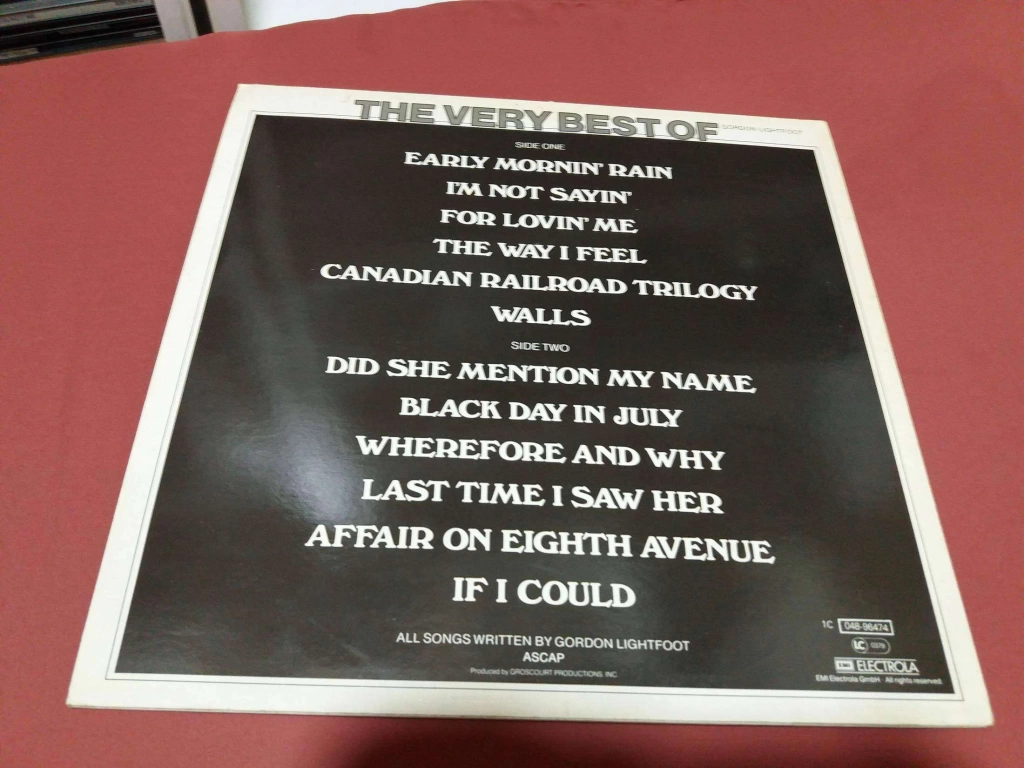 THE VERY BEST OF GORDON LIGHTFOOT
SIDE ONE
EARLY MORNIN' RAIN
I'M NOT SAYIN'
FOR LOVIN' ME
THE WAY I FEEL
CANADIAN RAILROAD TRILOGY
WALLS
SIDE TWO
DID SHE MENTION MY NAME
BLACK DAY IN JULY
WHEREFORE AND WHY
LAST TIME I SAW HER
AFFAIR ON EIGHTH AVENUE
IF I COULD
ALL SONGS WRITTEN BY GORDON LIGHTFOOT
ASCAP
Produced by GROSCOURT PRODUCTIONS, INC.
1C 048-96474
LC
EMI ELECTROLA
EMI Electrola GmbH · All rights reserved.